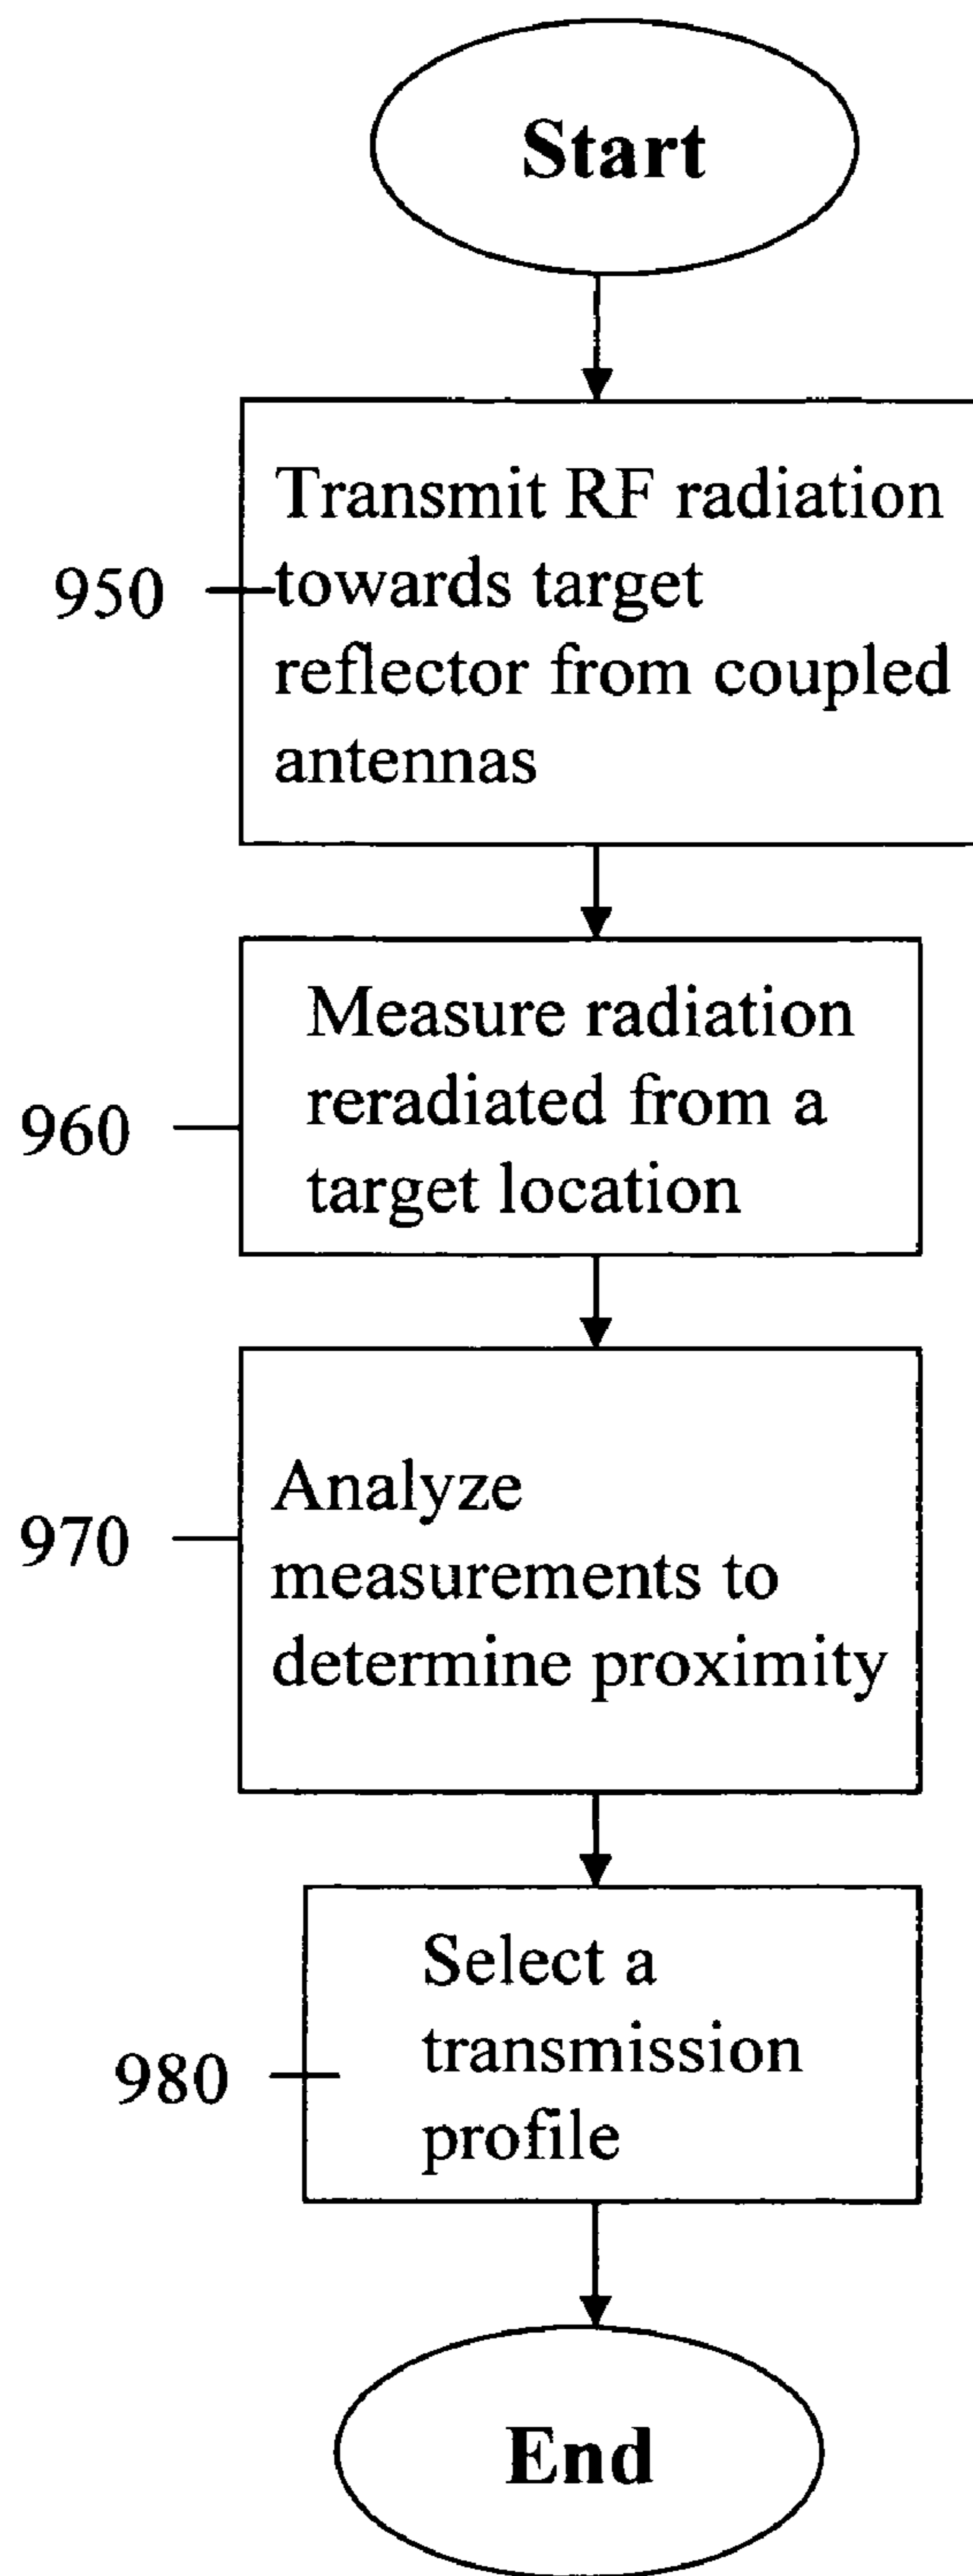 Start
950
Transmit RF radiation
towards target
reflector from coupled
antennas
960
Measure radiation
reradiated from a
target location
970
Analyze
measurements to
determine proximity
980
Select a
transmission
profile
End